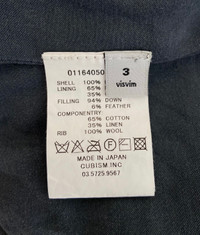 01164050
3
visvim
SHELL 100%
LINING 65%
35%
FILLING 94% DOWN
6% FEATHER
COMPONENTRY
65% COTTON
35% LINEN
RIB 100% WOOL
MADE IN JAPAN
CUBISM INC.
03.5725.9567